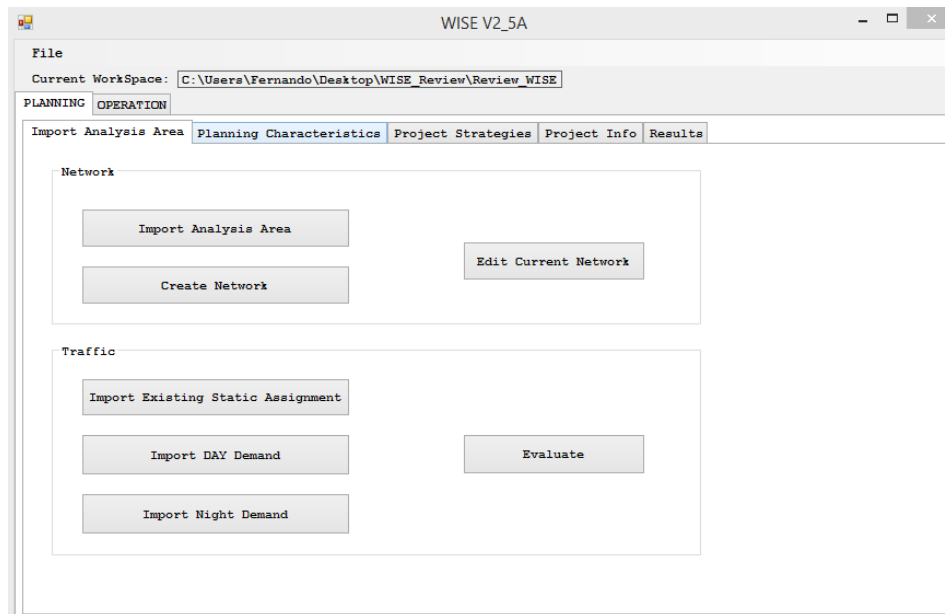 WISE V2_5A
File
Current WorkSpace: C:\Users\Fernando\Desktop\WISE_Review\Review_WISE
PLANNING OPERATION
Import Analysis Area Planning Characteristics Project Strategies Project Info Results
Network
Import Analysis Area
Edit Current Network
Create Network
Traffic
Import Existing Static Assignment
Import DAY Demand Evaluate
Import Night Demand